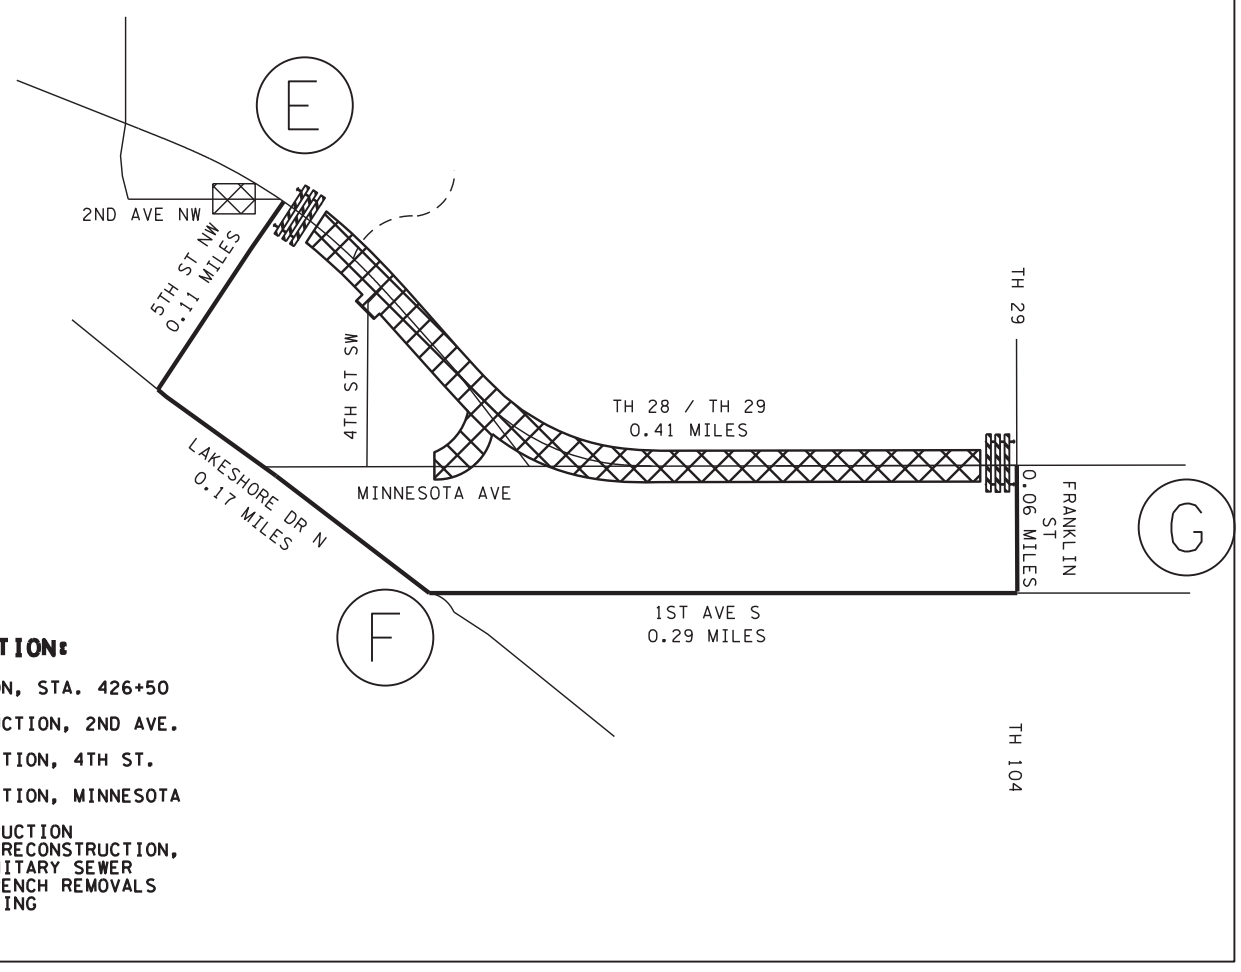 E
2ND AVE NW
5TH ST NW
0.11 MILES
4TH ST SW
TH 29
TH 28 / TH 29
0.41 MILES
LAKESHORE DR N
0.17 MILES
MINNESOTA AVE
0.06 MILES
FRANKLIN
ST
G
F
1ST AVE S
0.29 MILES
TH 104
TION:
ON, STA. 426+50
CTION, 2ND AVE.
TION, 4TH ST.
TION, MINNESOTA
UCTION
RECONSTRUCTION,
ITARY SEWER
ENCH REMOVALS
ING